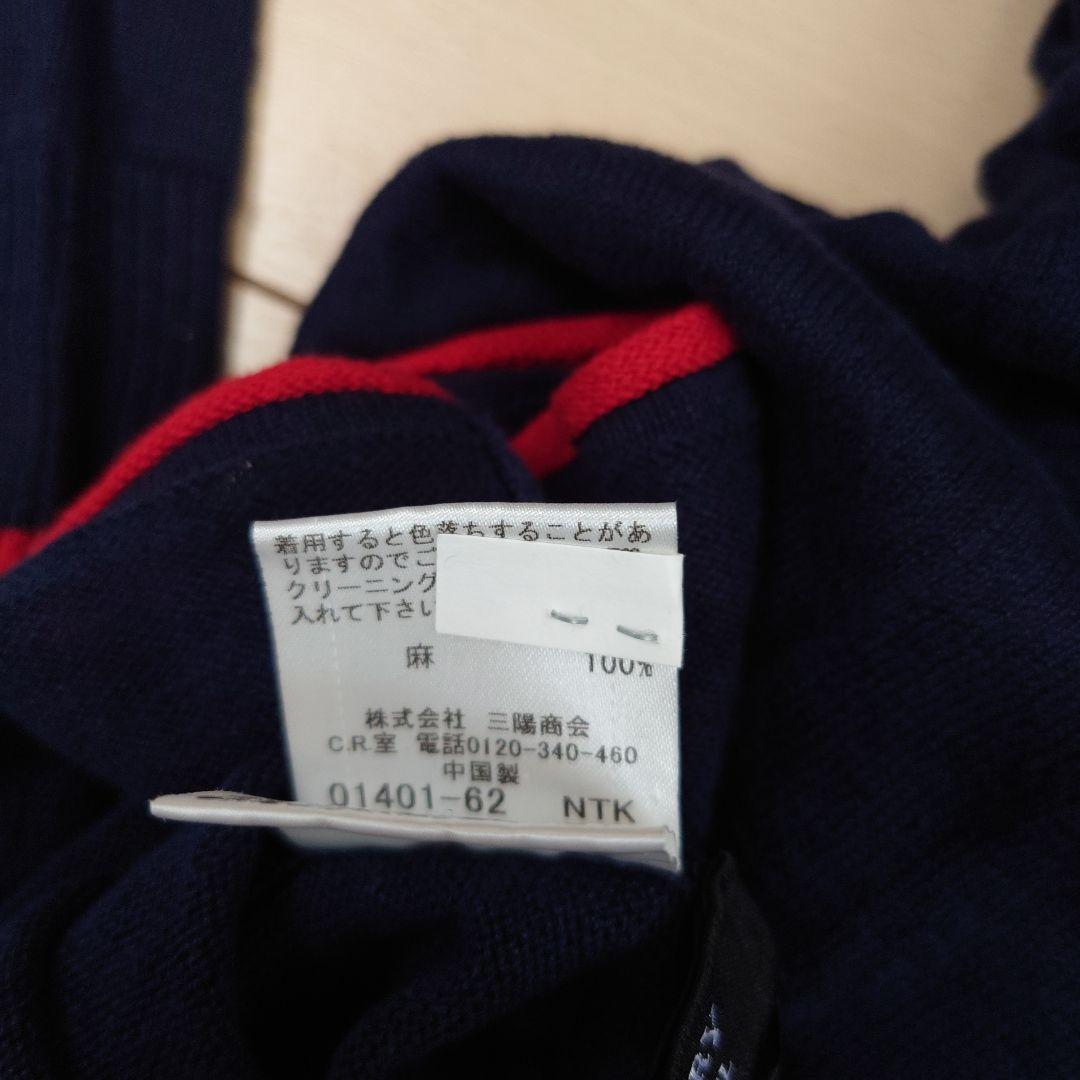 着用すると色落ちすることがあ
りますのでご
クリーニング
入れて下さい
麻 100%
株式会社 三陽商会
C.R.室 電話0120-340-460
中国製
01401-62 NTK